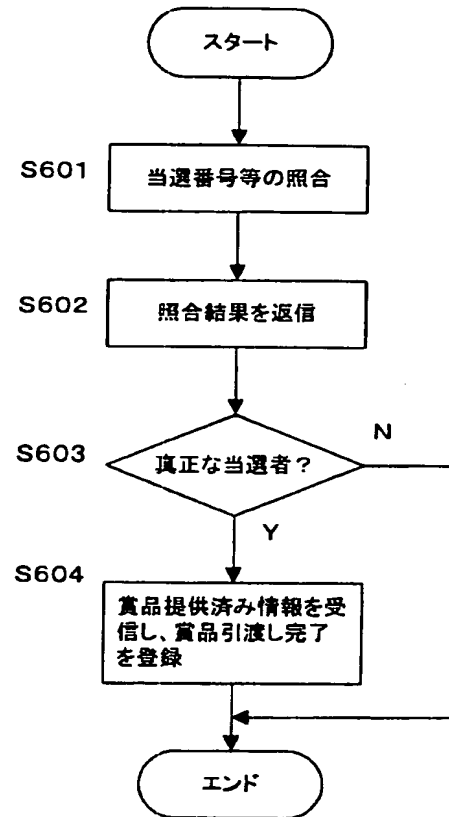 スタート
S601
当選番号等の照合
S602
照合結果を返信
S603
真正な当選者？
N
Y
S604
賞品提供済み情報を受
信し、賞品引渡し完了
を登録
エンド